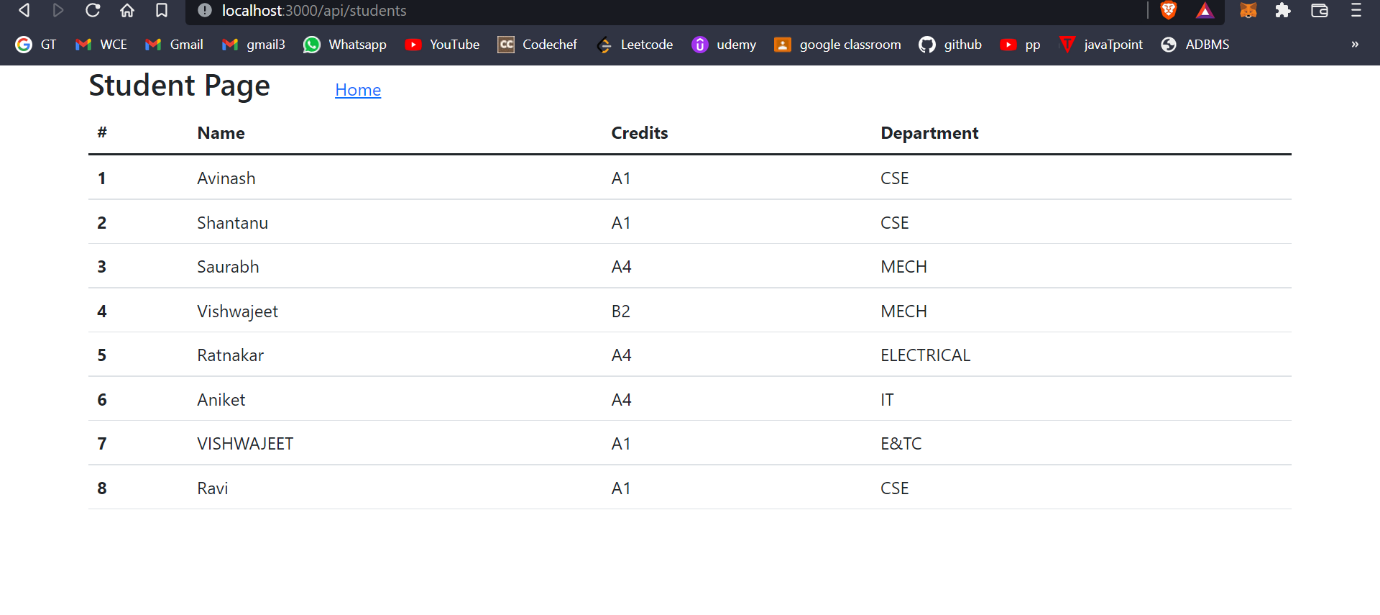 localhost:3000/api/students
GT WCE Gmail gmail3 Whatsapp YouTube CC Codechef Leetcode udemy google classroom github pp javaTpoint ADBMS »
Student Page Home
# Name Credits Department
1 Avinash A1 CSE
2 Shantanu A1 CSE
3 Saurabh A4 MECH
4 Vishwajeet B2 MECH
5 Ratnakar A4 ELECTRICAL
6 Aniket A4 IT
7 VISHWAJEET A1 E&TC
8 Ravi A1 CSE